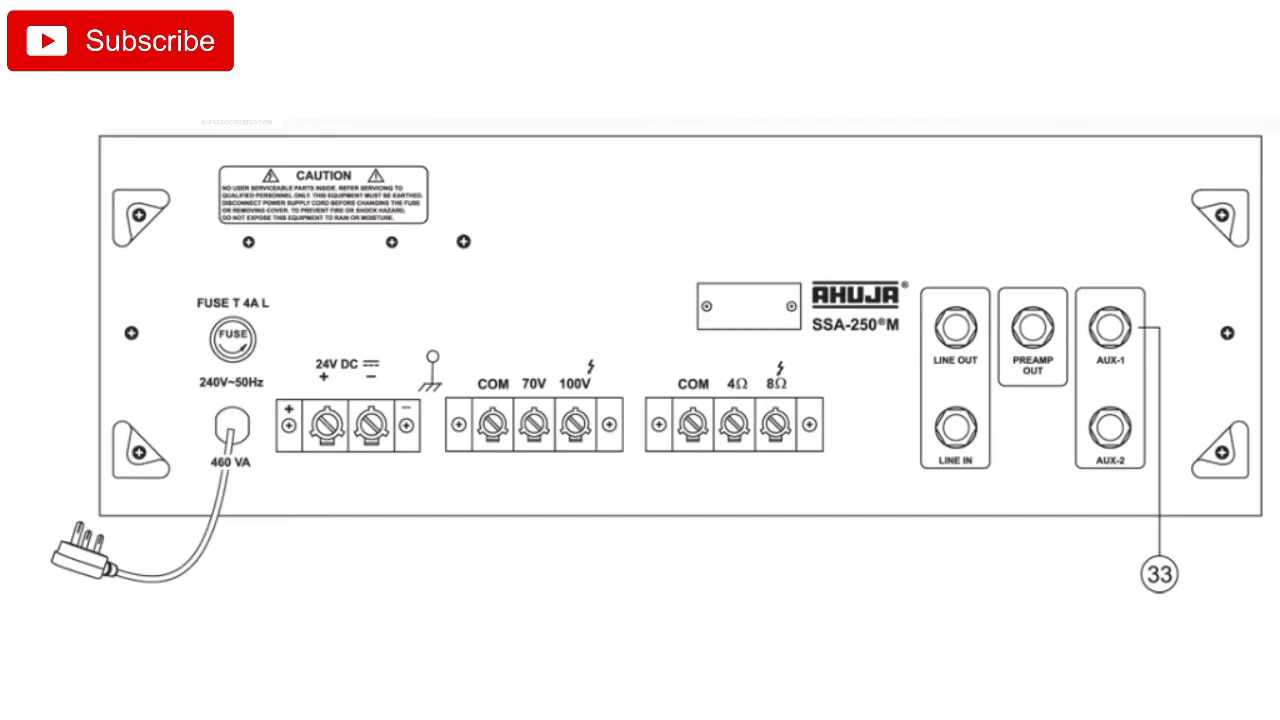 Subscribe
CAUTION
NO USER SERVICEABLE PARTS INSIDE. REFER SERVICING TO
QUALIFIED PERSONNEL ONLY. THIS EQUIPMENT MUST BE EARTHED.
DISCONNECT POWER SUPPLY CORD BEFORE CHANGING THE FUSE
OR REMOVING COVER. TO PREVENT FIRE OR SHOCK HAZARD,
DO NOT EXPOSE THIS EQUIPMENT TO RAIN OR MOISTURE.
FUSE T 4A L
FUSE
240V~50Hz
460 VA
24V DC
+ −
+ −
COM 70V 100V
COM 4Ω 8Ω
AHUJA®
SSA-250®M
LINE OUT
LINE IN
PREAMP
OUT
AUX-1
AUX-2
33